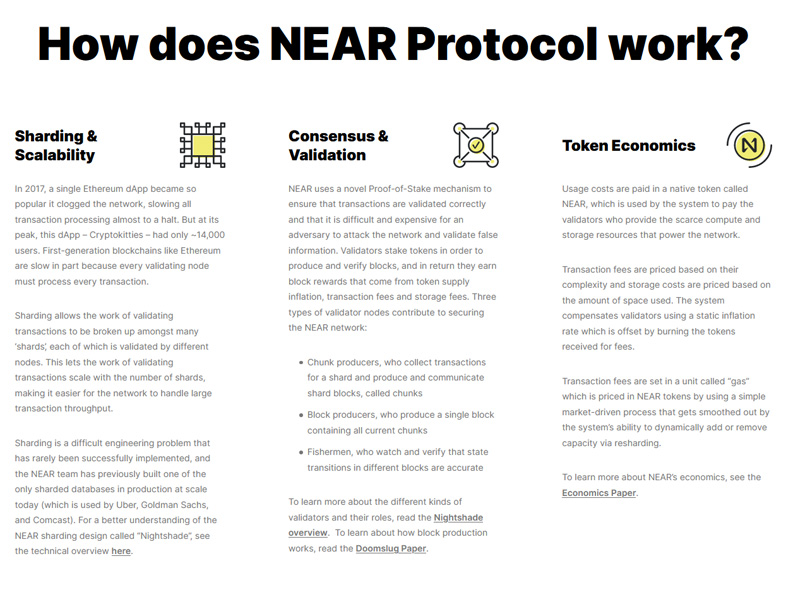 How does NEAR Protocol work?
Sharding &
Scalability
In 2017, a single Ethereum dApp became so
popular it clogged the network, slowing all
transaction processing almost to a halt. But at its
peak, this dApp – Cryptokitties – had only ~14,000
users. First-generation blockchains like Ethereum
are slow in part because every validating node
must process every transaction.
Sharding allows the work of validating
transactions to be broken up amongst many
‘shards’, each of which is validated by different
nodes. This lets the work of validating
transactions scale with the number of shards,
making it easier for the network to handle large
transaction throughput.
Sharding is a difficult engineering problem that
has rarely been successfully implemented, and
the NEAR team has previously built one of the
only sharded databases in production at scale
today (which is used by Uber, Goldman Sachs,
and Comcast). For a better understanding of the
NEAR sharding design called “Nightshade”, see
the technical overview here.
Consensus &
Validation
NEAR uses a novel Proof-of-Stake mechanism to
ensure that transactions are validated correctly
and that it is difficult and expensive for an
adversary to attack the network and validate false
information. Validators stake tokens in order to
produce and verify blocks, and in return they earn
block rewards that come from token supply
inflation, transaction fees and storage fees. Three
types of validator nodes contribute to securing
the NEAR network:
• Chunk producers, who collect transactions
for a shard and produce and communicate
shard blocks, called chunks
• Block producers, who produce a single block
containing all current chunks
• Fishermen, who watch and verify that state
transitions in different blocks are accurate
To learn more about the different kinds of
validators and their roles, read the Nightshade
overview. To learn about how block production
works, read the Doomslug Paper.
Token Economics
Usage costs are paid in a native token called
NEAR, which is used by the system to pay the
validators who provide the scarce compute and
storage resources that power the network.
Transaction fees are priced based on their
complexity and storage costs are priced based on
the amount of space used. The system
compensates validators using a static inflation
rate which is offset by burning the tokens
received for fees.
Transaction fees are set in a unit called “gas”
which is priced in NEAR tokens by using a simple
market-driven process that gets smoothed out by
the system’s ability to dynamically add or remove
capacity via resharding.
To learn more about NEAR’s economics, see the
Economics Paper.